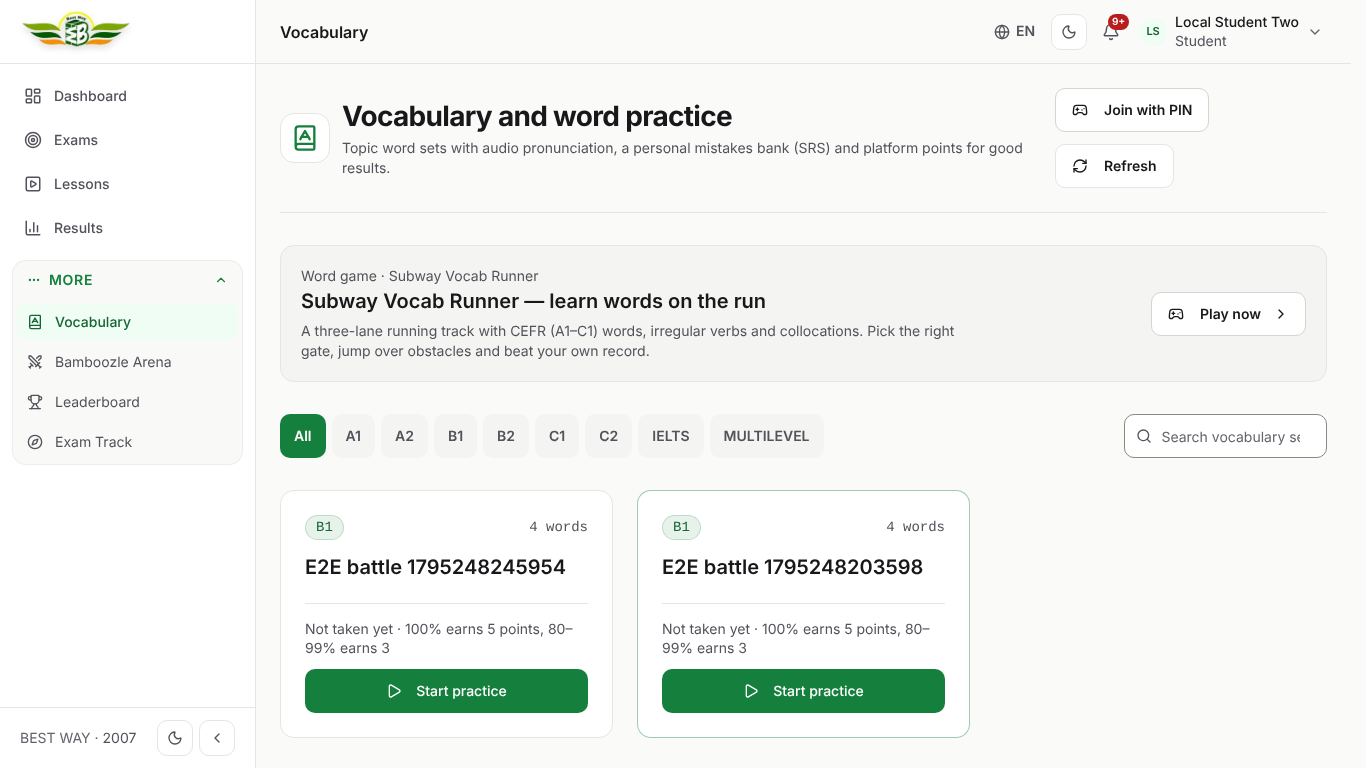 Vocabulary
EN
9+
LS
Local Student Two
Student
Dashboard
Exams
Lessons
Results
MORE
Vocabulary
Bamboozle Arena
Leaderboard
Exam Track
BEST WAY · 2007
Vocabulary and word practice
Topic word sets with audio pronunciation, a personal mistakes bank (SRS) and platform points for good
results.
Join with PIN
Refresh
Word game · Subway Vocab Runner
Subway Vocab Runner — learn words on the run
A three-lane running track with CEFR (A1–C1) words, irregular verbs and collocations. Pick the right
gate, jump over obstacles and beat your own record.
Play now
All
A1
A2
B1
B2
C1
C2
IELTS
MULTILEVEL
Search vocabulary se
B1
4 words
E2E battle 1795248245954
Not taken yet · 100% earns 5 points, 80–
99% earns 3
Start practice
B1
4 words
E2E battle 1795248203598
Not taken yet · 100% earns 5 points, 80–
99% earns 3
Start practice